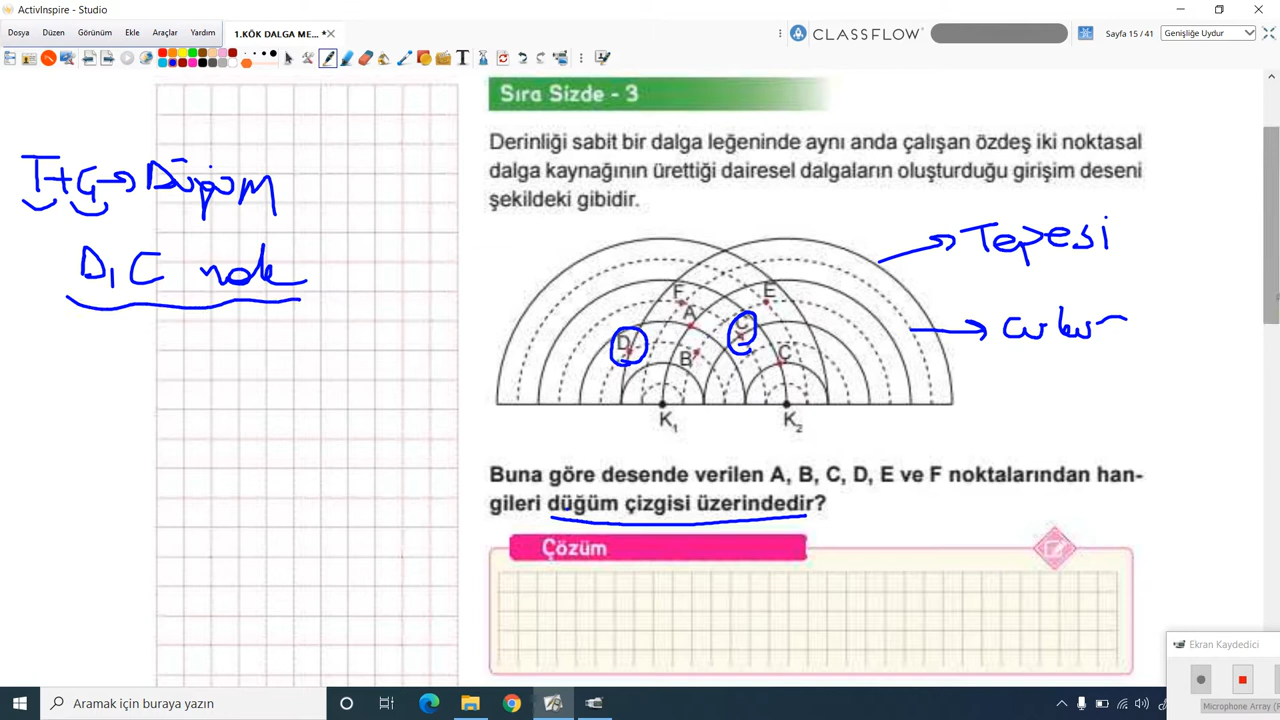 ActivInspire - Studio
Dosya Düzen Görünüm Ekle Araçlar Yardım
1.KÖK DALGA ME... *
CLASSFLOW
Sayfa 15 / 41
Genişliğe Uydur
Sıra Sizde - 3
Derinliği sabit bir dalga leğeninde aynı anda çalışan özdeş iki noktasal
dalga kaynağının ürettiği dairesel dalgaların oluşturduğu girişim deseni
şekildeki gibidir.
T+Ç→Düğüm
D, C nok
Tepesi
F
E
A
D
C
B
C
K1
K2
Buna göre desende verilen A, B, C, D, E ve F noktalarından han-
gileri düğüm çizgisi üzerindedir?
Çözüm
Ekran Kaydedici
Aramak için buraya yazın
Microphone Array (R